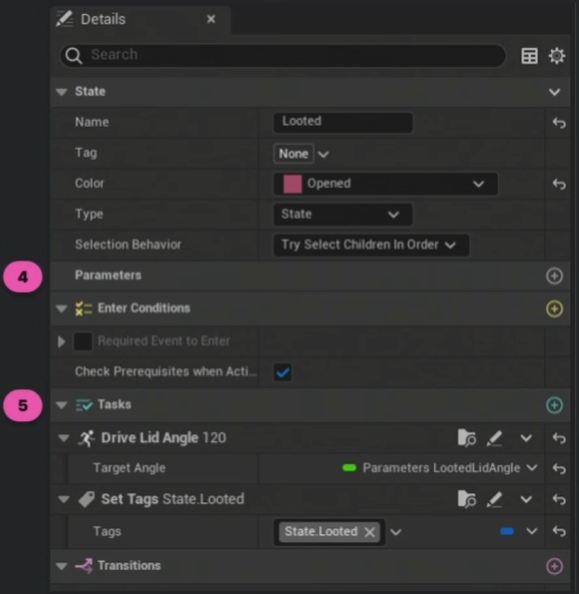 Details
Search
State
Name Looted
Tag None
Color Opened
Type State
Selection Behavior Try Select Children In Order
4 Parameters
Enter Conditions
Required Event to Enter
Check Prerequisites when Acti...
5 Tasks
Drive Lid Angle 120
Target Angle Parameters LootedLidAngle
Set Tags State.Looted
Tags State.Looted
Transitions